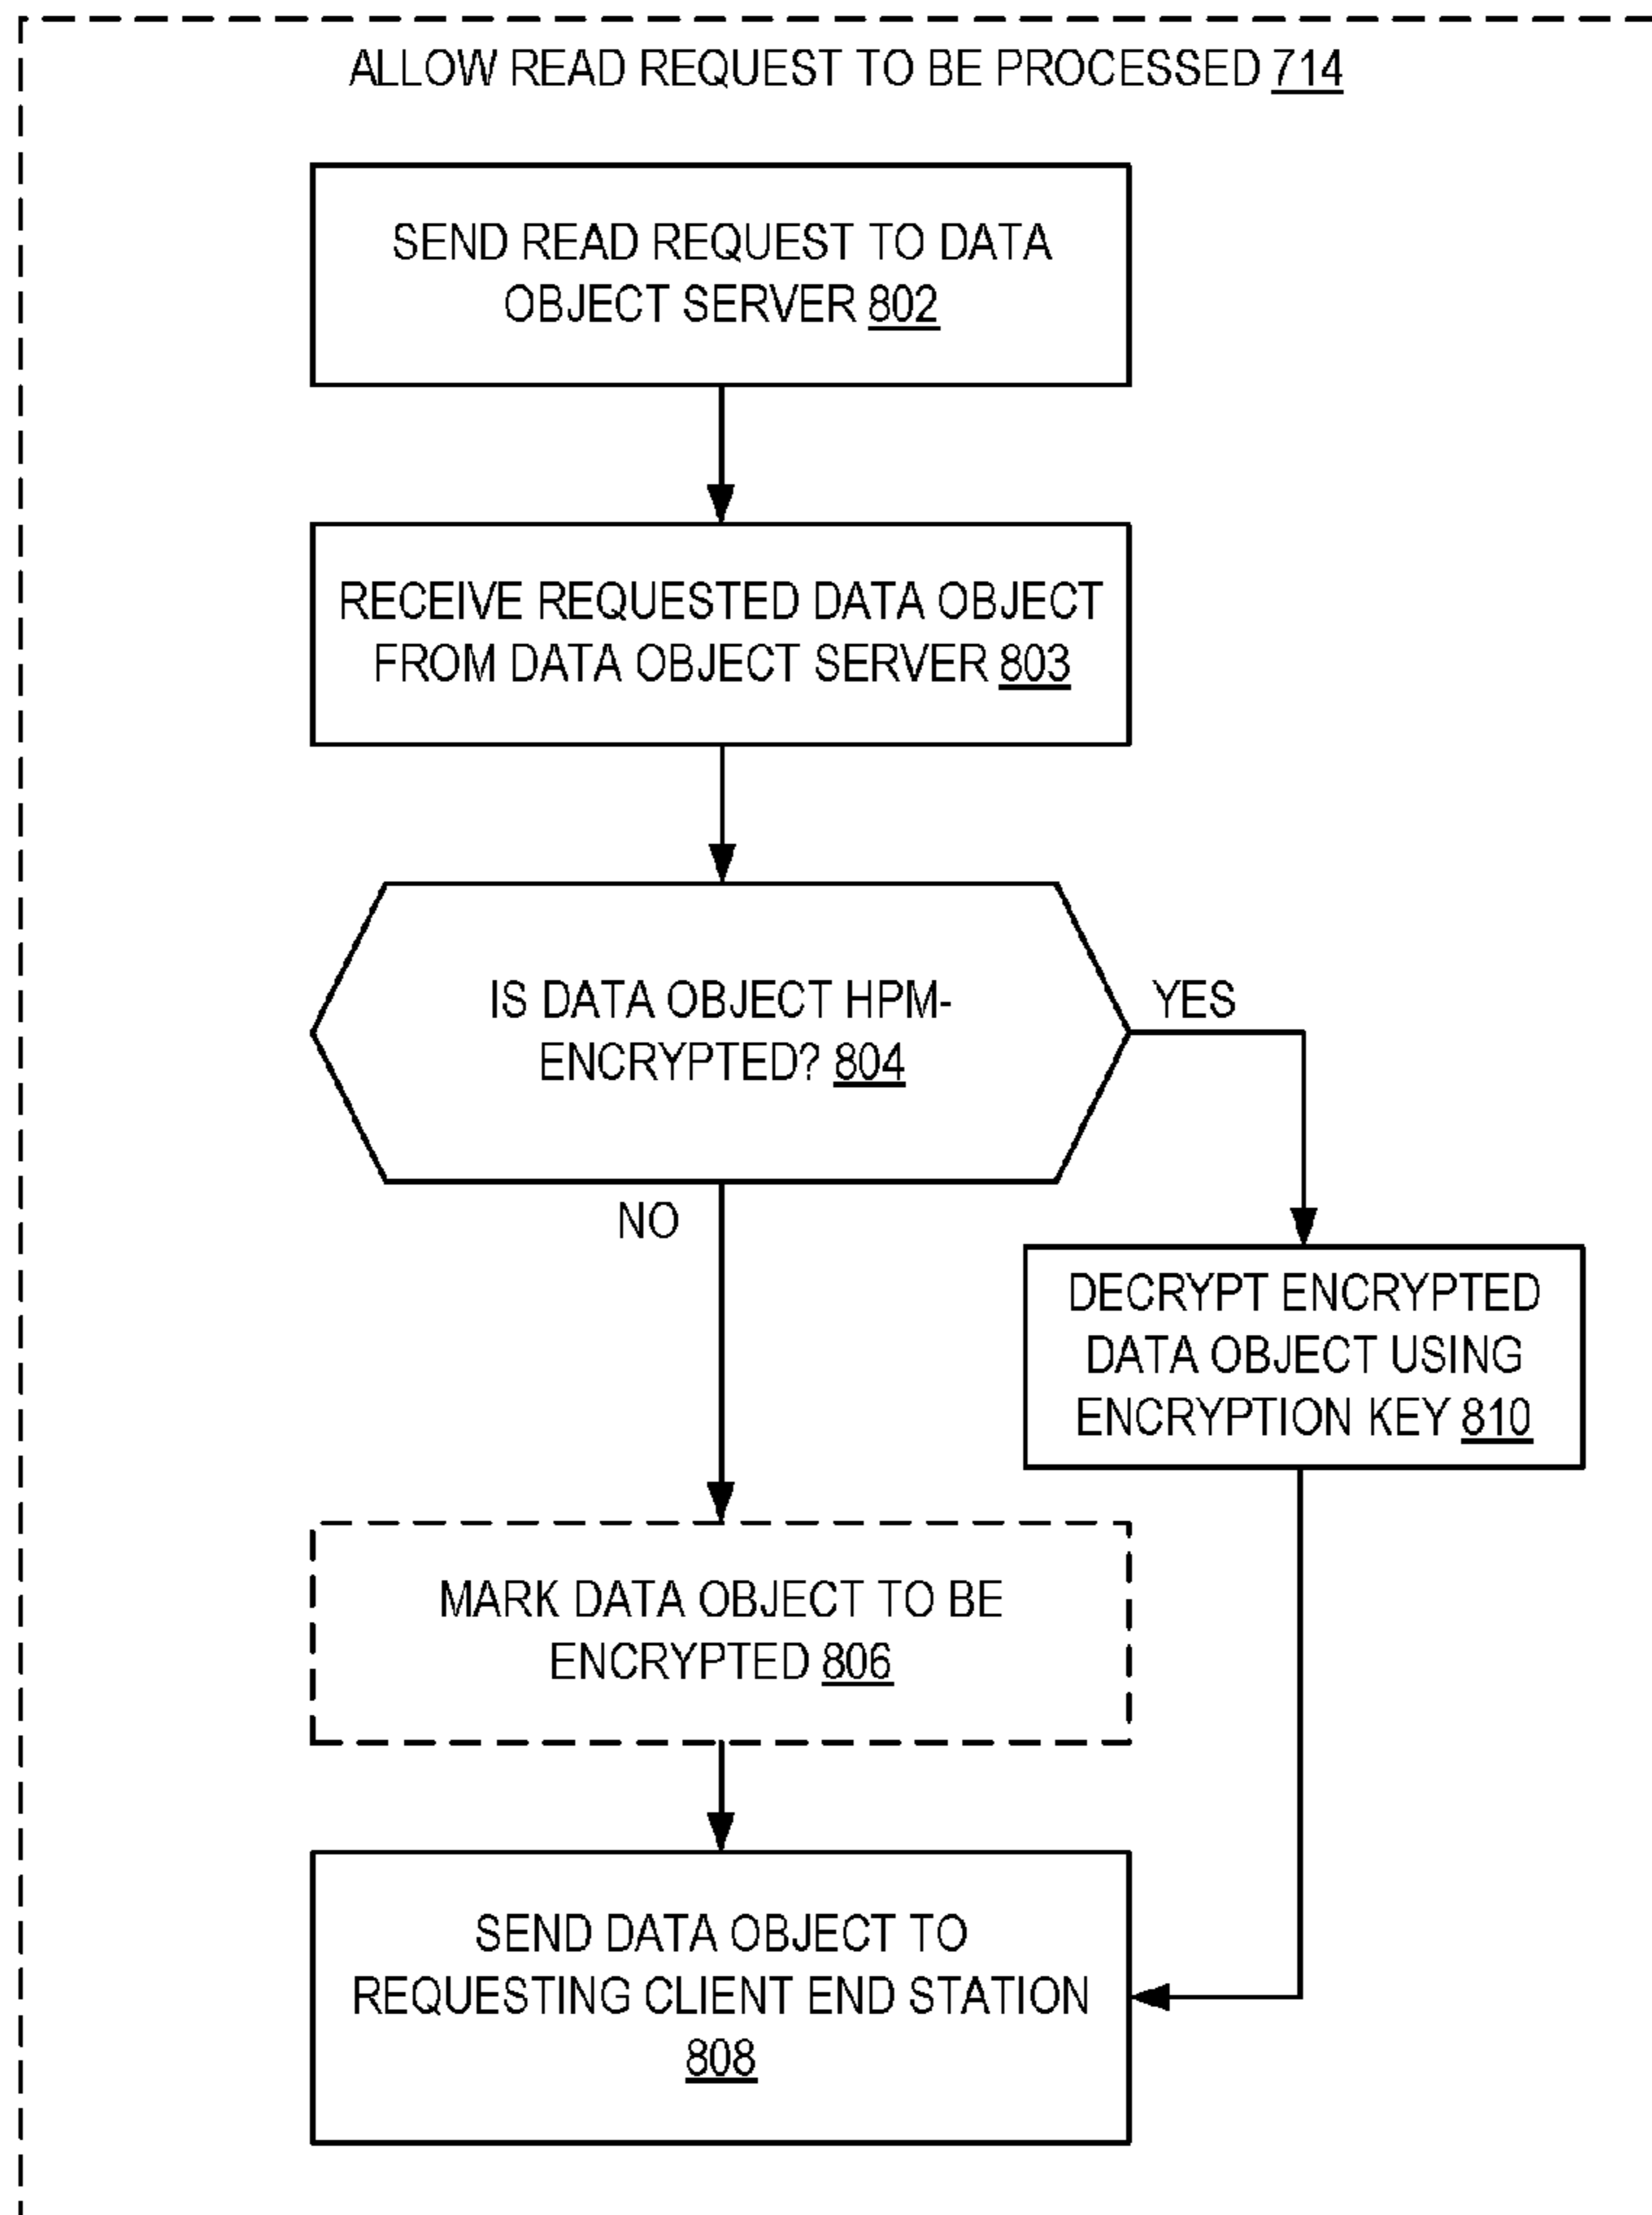 ALLOW READ REQUEST TO BE PROCESSED 714
SEND READ REQUEST TO DATA
OBJECT SERVER 802
RECEIVE REQUESTED DATA OBJECT
FROM DATA OBJECT SERVER 803
IS DATA OBJECT HPM-
ENCRYPTED? 804
YES
NO
DECRYPT ENCRYPTED
DATA OBJECT USING
ENCRYPTION KEY 810
MARK DATA OBJECT TO BE
ENCRYPTED 806
SEND DATA OBJECT TO
REQUESTING CLIENT END STATION
808